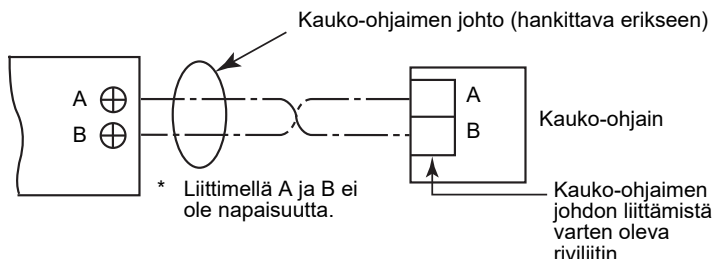 Kauko-ohjaimen johto (hankittava erikseen)
A
B
A
B
Kauko-ohjain
* Liittimellä A ja B ei
ole napaisuutta.
Kauko-ohjaimen
johdon liittämistä
varten oleva
riviliitin